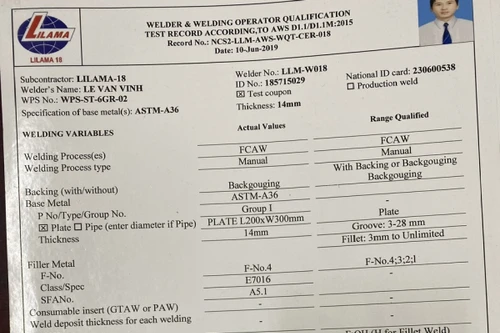 LILAMA
LILAMA 18
WELDER & WELDING OPERATOR QUALIFICATION
TEST RECORD ACCORDING,TO AWS D1.1/D1.1M:2015
Record No.: NCS2-LLM-AWS-WQT-CER-018
Date: 10-Jun-2019
Subcontractor: LILAMA-18
Welder No.: LLM-W018
National ID card: 230600538
Welder's Name: LE VAN VINH
ID No.: 185715029
☐ Production weld
WPS No.: WPS-ST-6GR-02
☒ Test coupon
Specification of base metal(s): ASTM-A36
Thickness: 14mm
WELDING VARIABLES
Actual Values
Range Qualified
Welding Process(es)
FCAW
FCAW
Welding Process type
Manual
Manual
With Backing or Backgouging
Backing (with/without)
Backgouging
Backgouging
Base Metal
ASTM-A36
-
P No/Type/Group No.
Group I
-
☒ Plate ☐ Pipe (enter diameter if Pipe)
PLATE L200xW300mm
Plate
Thickness
14mm
Groove: 3-28 mm
Fillet: 3mm to Unlimited
Filler Metal
F-No.
F-No.4
F-No.4;3;2;1
Class/Spec
E7016
-
SFANo.
A5.1
-
Consumable insert (GTAW or PAW)
-
-
Weld deposit thickness for each welding
-
-